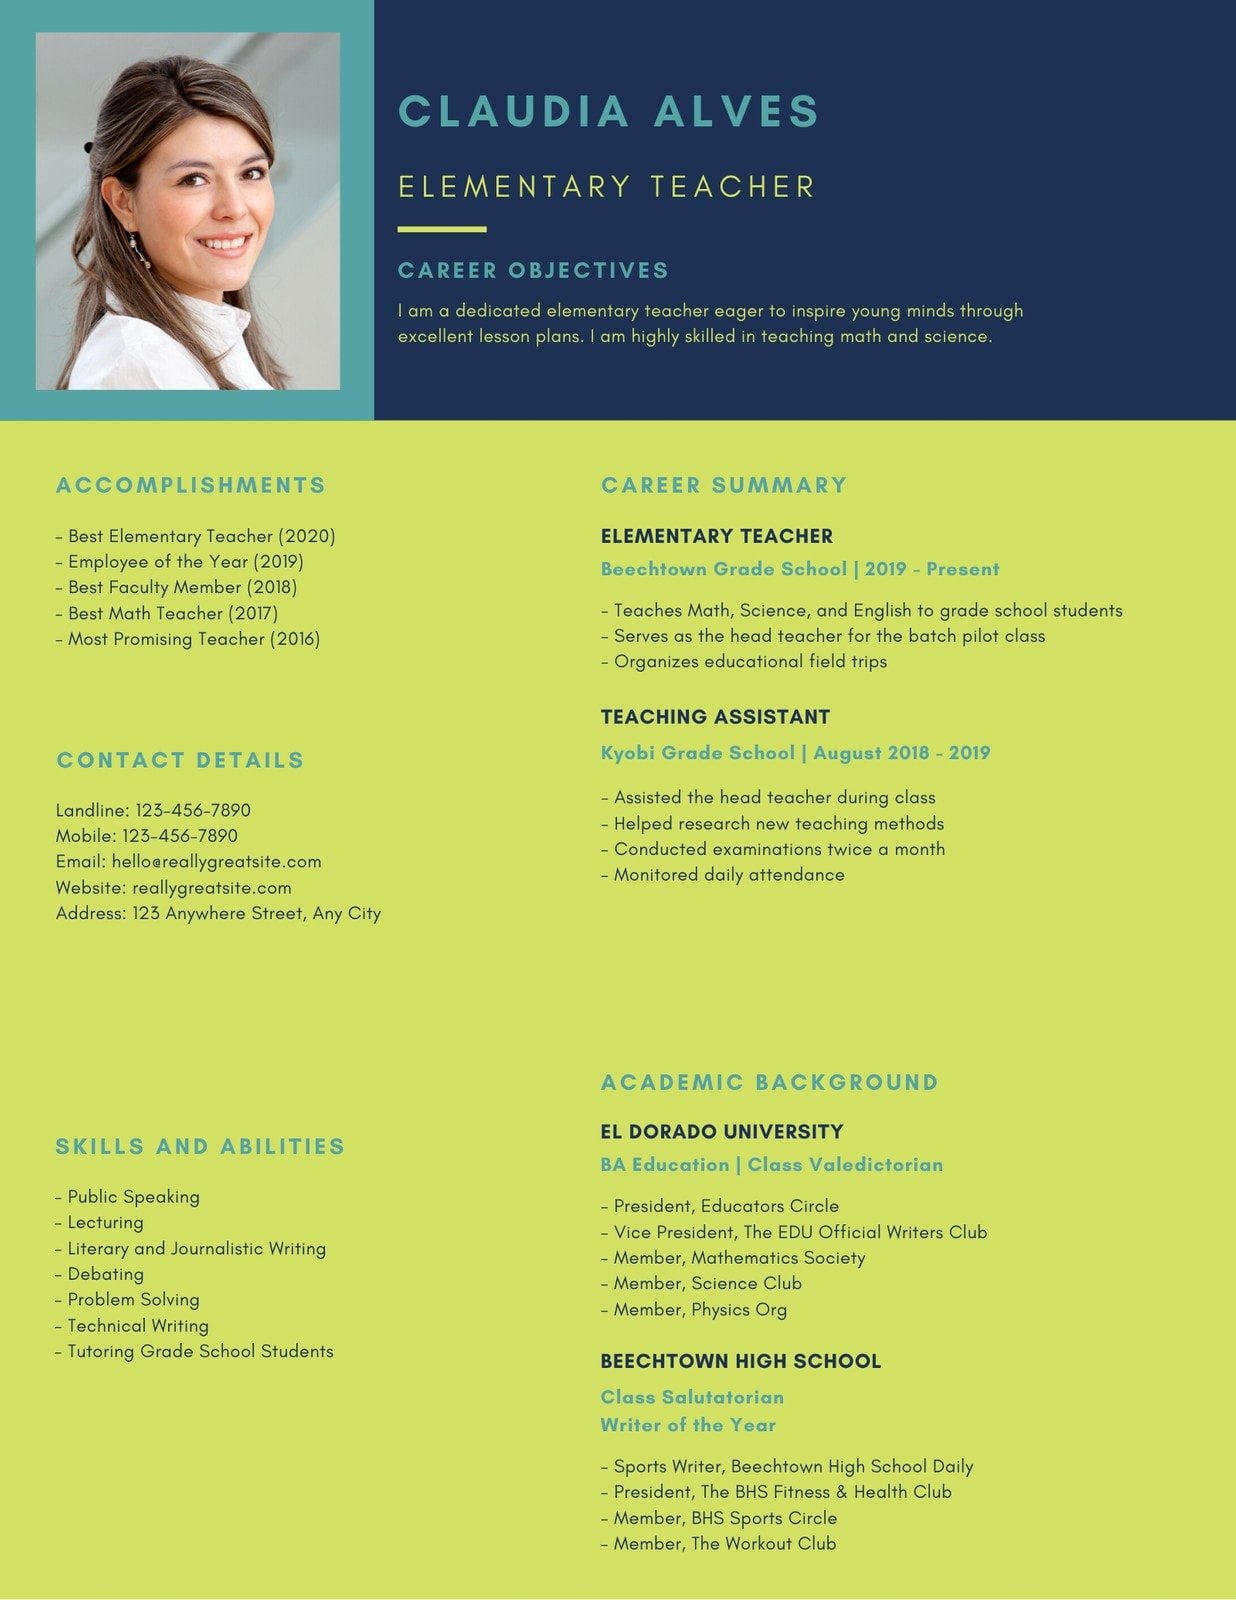 CLAUDIA ALVES
ELEMENTARY TEACHER
CAREER OBJECTIVES
I am a dedicated elementary teacher eager to inspire young minds through
excellent lesson plans. I am highly skilled in teaching math and science.
ACCOMPLISHMENTS
- Best Elementary Teacher (2020)
- Employee of the Year (2019)
- Best Faculty Member (2018)
- Best Math Teacher (2017)
- Most Promising Teacher (2016)
CONTACT DETAILS
Landline: 123-456-7890
Mobile: 123-456-7890
Email: hello@reallygreatsite.com
Website: reallygreatsite.com
Address: 123 Anywhere Street, Any City
SKILLS AND ABILITIES
- Public Speaking
- Lecturing
- Literary and Journalistic Writing
- Debating
- Problem Solving
- Technical Writing
- Tutoring Grade School Students
CAREER SUMMARY
ELEMENTARY TEACHER
Beechtown Grade School | 2019 - Present
- Teaches Math, Science, and English to grade school students
- Serves as the head teacher for the batch pilot class
- Organizes educational field trips
TEACHING ASSISTANT
Kyobi Grade School | August 2018 - 2019
- Assisted the head teacher during class
- Helped research new teaching methods
- Conducted examinations twice a month
- Monitored daily attendance
ACADEMIC BACKGROUND
EL DORADO UNIVERSITY
BA Education | Class Valedictorian
- President, Educators Circle
- Vice President, The EDU Official Writers Club
- Member, Mathematics Society
- Member, Science Club
- Member, Physics Org
BEECHTOWN HIGH SCHOOL
Class Salutatorian
Writer of the Year
- Sports Writer, Beechtown High School Daily
- President, The BHS Fitness & Health Club
- Member, BHS Sports Circle
- Member, The Workout Club